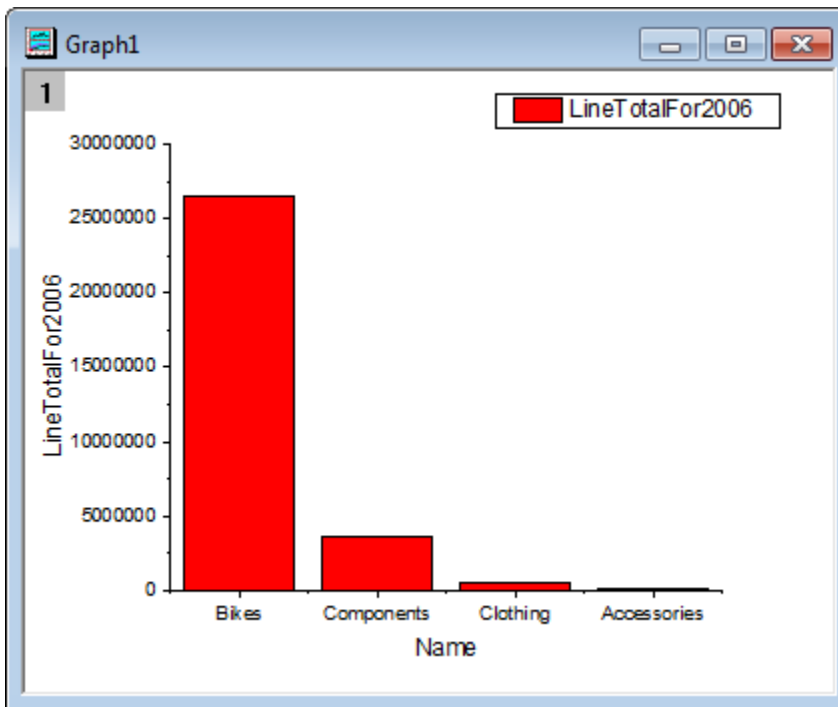 Graph1
1
LineTotalFor2006
30000000
25000000
20000000
15000000
10000000
5000000
0
LineTotalFor2006
Bikes Components Clothing Accessories
Name